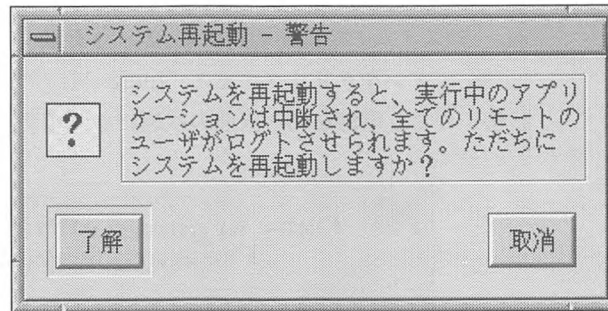 システム再起動 - 警告
システムを再起動すると、実行中のアプリ
ケーションは中断され、全てのリモートの
ユーザがログトさせられます。ただちに
システムを再起動しますか？
?
了解
取消